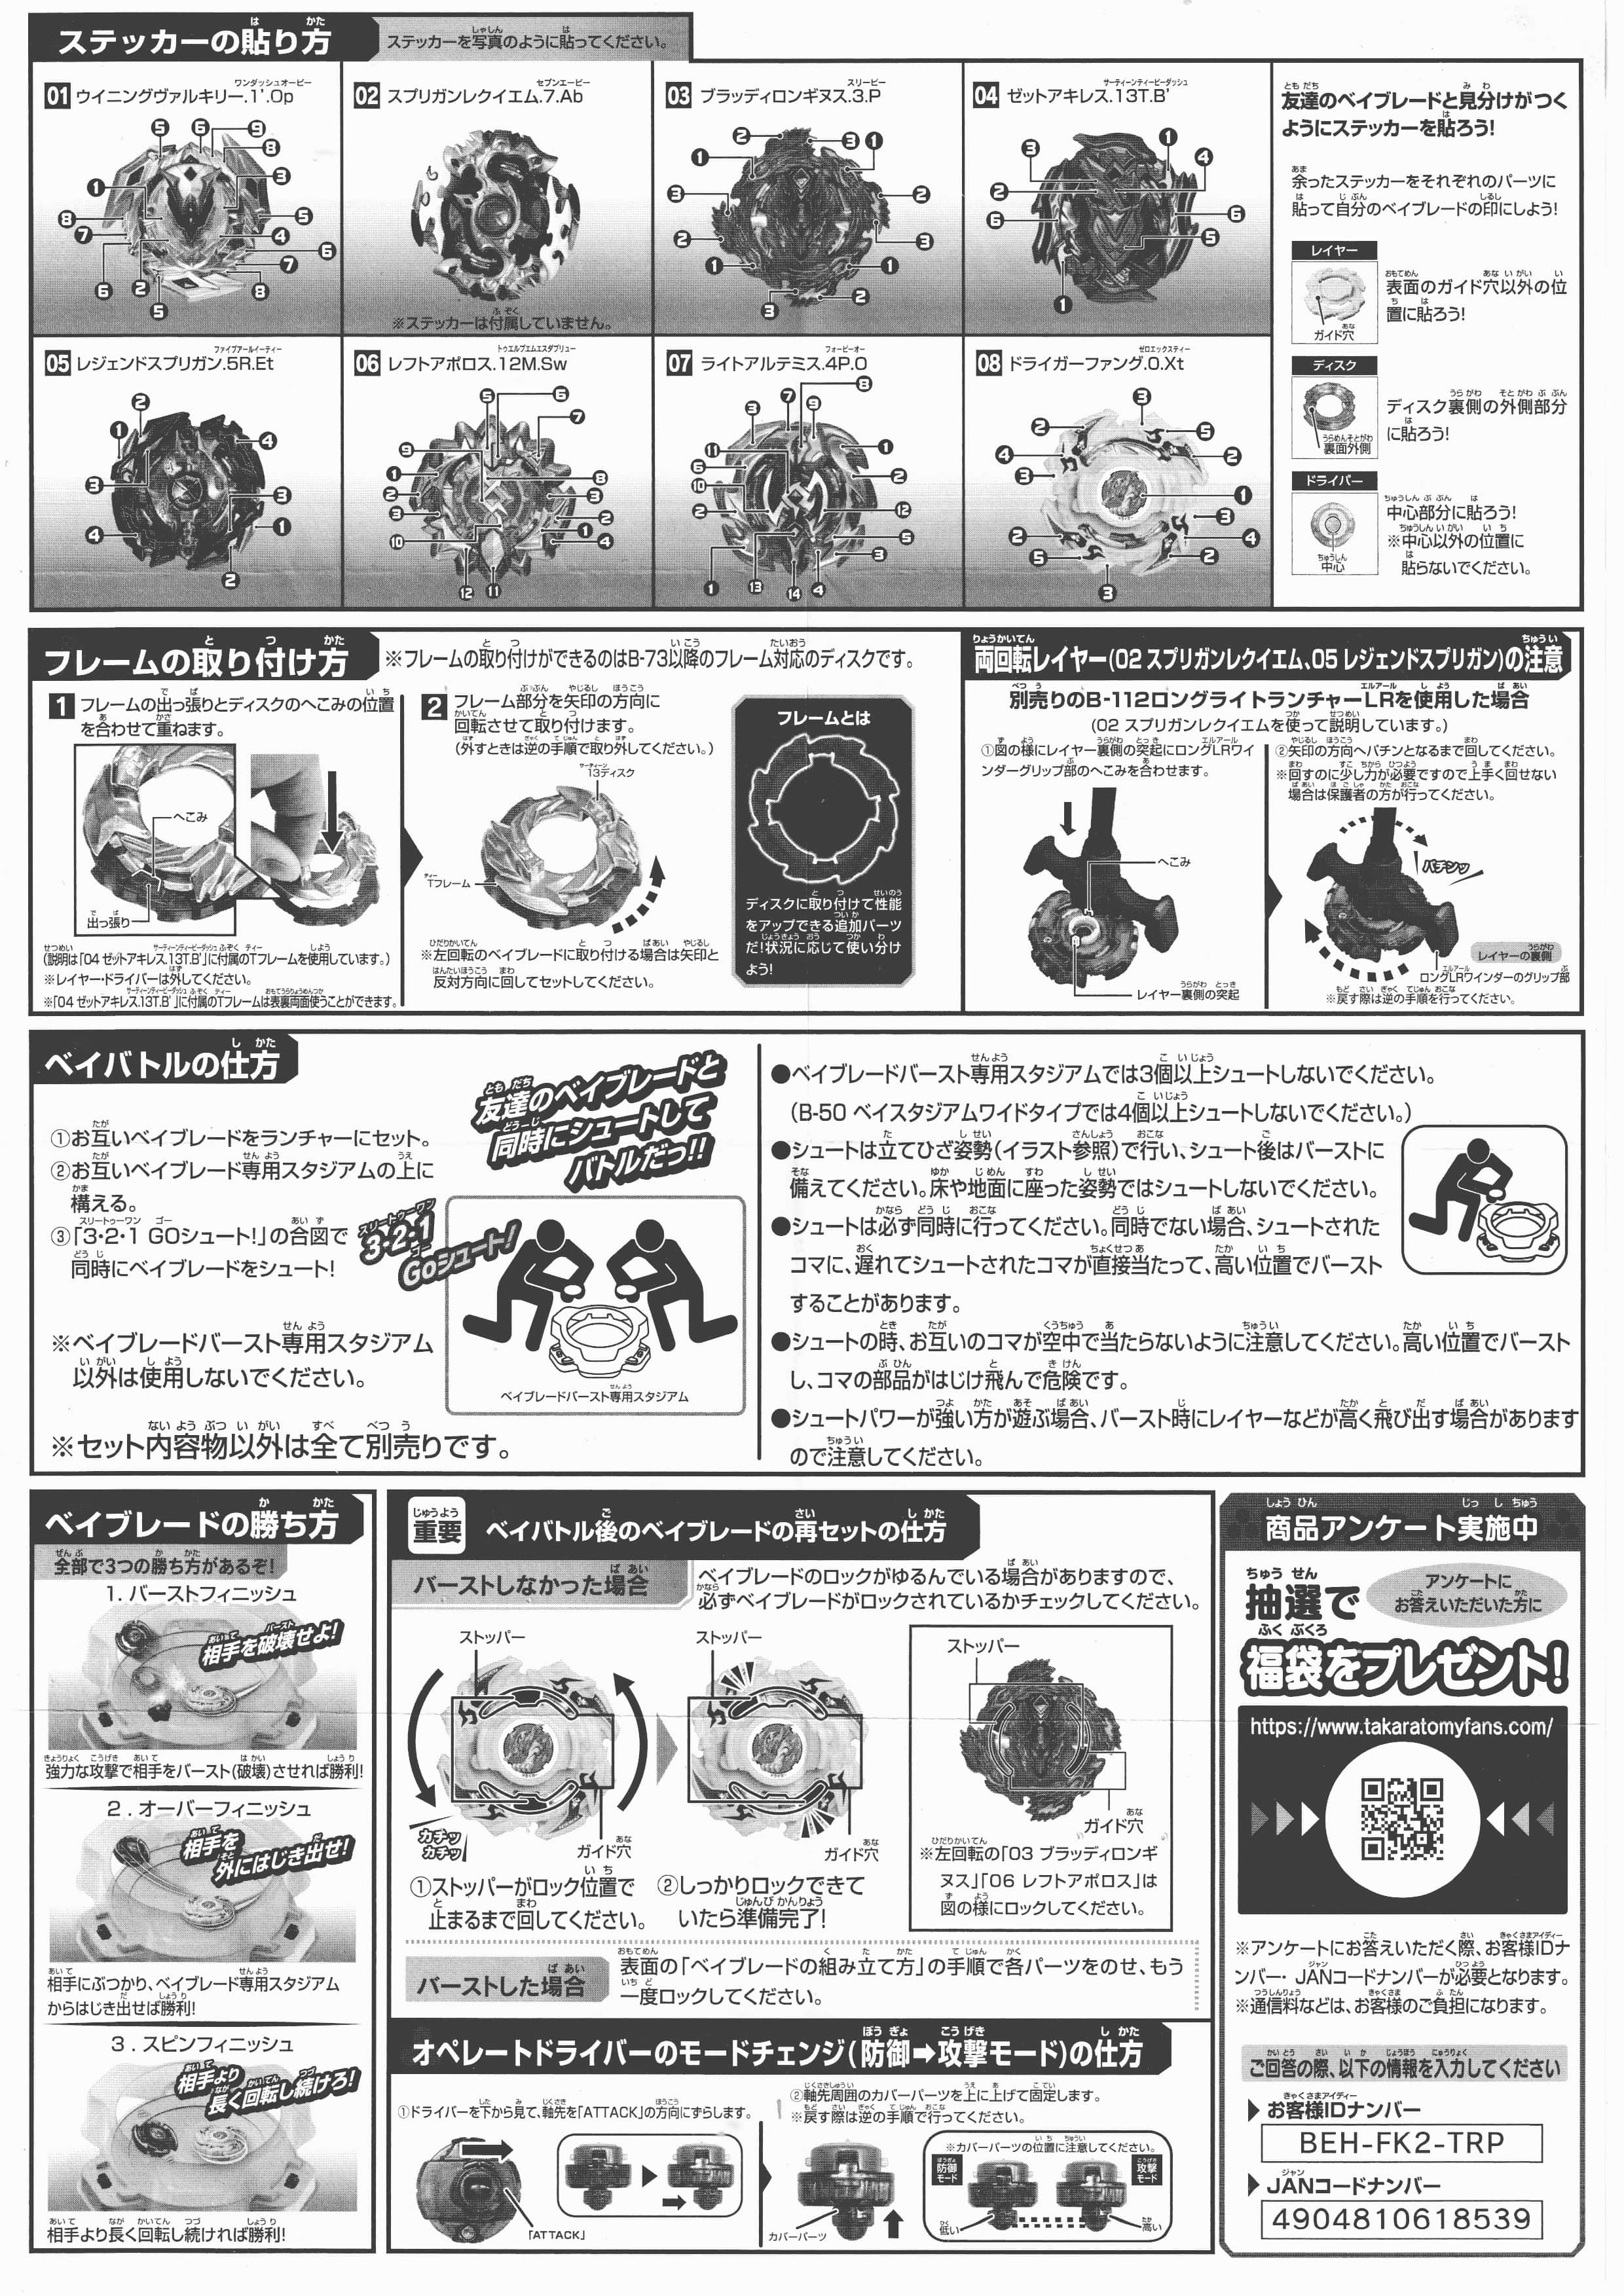 ステッカーの貼り方
ステッカーを写真のように貼ってください。
01 ウイニングヴァルキリー.1'.Op
02 スプリガンレクイエム.7.Ab
※ステッカーは付属していません。
03 ブラッディロンギヌス.3.P
04 ゼットアキレス.13T.B'
05 レジェンドスプリガン.5R.Et
06 レフトアポロス.12M.Sw
07 ライトアルテミス.4P.O
08 ドライガーファング.0.Xt
友達のベイブレードと見分けがつく
ようにステッカーを貼ろう!
余ったステッカーをそれぞれのパーツに
貼って自分のベイブレードの印にしよう!
レイヤー
ガイド穴
表面のガイド穴以外の位
置に貼ろう!
ディスク
裏面外側
ディスク裏側の外側部分
に貼ろう!
ドライバー
中心
中心部分に貼ろう!
※中心以外の位置に
貼らないでください。
フレームの取り付け方
※フレームの取り付けができるのはB-73以降のフレーム対応のディスクです。
1 フレームの出っ張りとディスクのへこみの位置
を合わせて重ねます。
へこみ
出っ張り
(説明は「04 ゼットアキレス.13T.B'」に付属のTフレームを使用しています。)
※レイヤー・ドライバーは外してください。
※「04 ゼットアキレス.13T.B'」に付属のTフレームは表裏両面使うことができます。
2 フレーム部分を矢印の方向に
回転させて取り付けます。
(外すときは逆の手順で取り外してください。)
13ディスク
Tフレーム
※左回転のベイブレードに取り付ける場合は矢印と
反対方向に回してセットしてください。
フレームとは
ディスクに取り付けて性能
をアップできる追加パーツ
だ!状況に応じて使い分け
よう!
両回転レイヤー(02 スプリガンレクイエム、05 レジェンドスプリガン)の注意
別売りのB-112ロングライトランチャーLRを使用した場合
(02 スプリガンレクイエムを使って説明しています。)
①図の様にレイヤー裏側の突起にロングLRワイ
ンダーグリップ部のへこみを合わせます。
へこみ
レイヤー裏側の突起
②矢印の方向へパチンとなるまで回してください。
※回すのに少し力が必要ですので上手く回せない
場合は保護者の方が行ってください。
パチンッ
レイヤーの裏側
ロングLRワインダーのグリップ部
※戻す際は逆の手順を行ってください。
ベイバトルの仕方
友達のベイブレードと
同時にシュートして
バトルだっ!!
①お互いベイブレードをランチャーにセット。
②お互いベイブレード専用スタジアムの上に
構える。
③「3・2・1 GOシュート!」の合図で
同時にベイブレードをシュート!
3・2・1
GOシュート!
ベイブレードバースト専用スタジアム
※ベイブレードバースト専用スタジアム
以外は使用しないでください。
※セット内容物以外は全て別売りです。
●ベイブレードバースト専用スタジアムでは3個以上シュートしないでください。
(B-50 ベイスタジアムワイドタイプでは4個以上シュートしないでください。)
●シュートは立てひざ姿勢(イラスト参照)で行い、シュート後はバーストに
備えてください。床や地面に座った姿勢ではシュートしないでください。
●シュートは必ず同時に行ってください。同時でない場合、シュートされた
コマに、遅れてシュートされたコマが直接当たって、高い位置でバースト
することがあります。
●シュートの時、お互いのコマが空中で当たらないように注意してください。高い位置でバースト
し、コマの部品がはじけ飛んで危険です。
●シュートパワーが強い方が遊ぶ場合、バースト時にレイヤーなどが高く飛び出す場合があります
ので注意してください。
ベイブレードの勝ち方
全部で3つの勝ち方があるぞ!
1. バーストフィニッシュ
相手を破壊せよ!
強力な攻撃で相手をバースト(破壊)させれば勝利!
2. オーバーフィニッシュ
相手を
外にはじき出せ!
相手にぶつかり、ベイブレード専用スタジアム
からはじき出せば勝利!
3. スピンフィニッシュ
相手より
長く回転し続けろ!
相手より長く回転し続ければ勝利!
重要 ベイバトル後のベイブレードの再セットの仕方
バーストしなかった場合
ベイブレードのロックがゆるんでいる場合がありますので、
必ずベイブレードがロックされているかチェックしてください。
ストッパー
カチッ
カチッ
ガイド穴
①ストッパーがロック位置で
止まるまで回してください。
ストッパー
ガイド穴
②しっかりロックできて
いたら準備完了!
ストッパー
ガイド穴
※左回転の「03 ブラッディロンギ
ヌス」「06 レフトアポロス」は
図の様にロックしてください。
バーストした場合
表面の「ベイブレードの組み立て方」の手順で各パーツをのせ、もう
一度ロックしてください。
オペレートドライバーのモードチェンジ(防御➡攻撃モード)の仕方
①ドライバーを下から見て、軸先を「ATTACK」の方向にずらします。
「ATTACK」
②軸先周囲のカバーパーツを上に上げて固定します。
※戻す際は逆の手順で行ってください。
カバーパーツ
※カバーパーツの位置に注意してください。
防御
モード
攻撃
モード
低い
高い
商品アンケート実施中
抽選で
アンケートに
お答えいただいた方に
福袋をプレゼント!
https://www.takaratomyfans.com/
※アンケートにお答えいただく際、お客様IDナ
ンバー・JANコードナンバーが必要となります。
※通信料などは、お客様のご負担になります。
ご回答の際、以下の情報を入力してください
お客様IDナンバー
BEH-FK2-TRP
JANコードナンバー
4904810618539